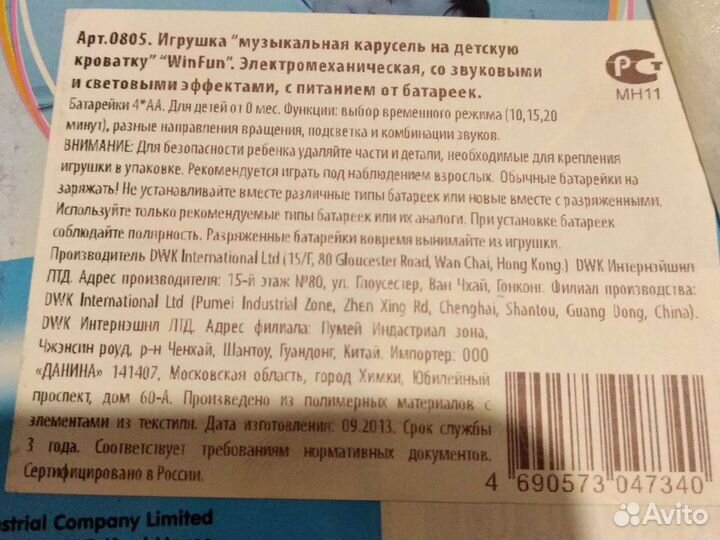 Арт.0805. Игрушка "музыкальная карусель на детскую
кроватку" "WinFun". Электромеханическая, со звуковыми
и световыми эффектами, с питанием от батареек.
Батарейки 4*АА. Для детей от 0 мес. Функции: выбор временного режима (10,15,20
минут), разные направления вращения, подсветка и комбинации звуков.
ВНИМАНИЕ: Для безопасности ребенка удаляйте части и детали, необходимые для крепления
игрушки в упаковке. Рекомендуется играть под наблюдением взрослых. Обычные батарейки не
заряжать! Не устанавливайте вместе различные типы батареек или новые вместе с разряженными.
Используйте только рекомендуемые типы батареек или их аналоги. При установке батареек
соблюдайте полярность. Разряженные батарейки вовремя вынимайте из игрушки.
Производитель DWK International Ltd (15/F, 80 Gloucester Road, Wan Chai, Hong Kong.) DWK Интернэйшнл
ЛТД. Адрес производителя: 15-й этаж №80, ул. Глоусестер, Ван Чхай, Гонконг. Филиал производства:
DWK International Ltd (Pumei Industrial Zone, Zhen Xing Rd, Chenghai, Shantou, Guang Dong, China).
DWK Интернэшнл ЛТД. Адрес филиала: Пумей Индастриал зона,
Чжэнсин роуд, р-н Ченхай, Шантоу, Гуандонг, Китай. Импортер: ООО
«ДАНИНА» 141407, Московская область, город Химки, Юбилейный
проспект, дом 60-А. Произведено из полимерных материалов с
элементами из текстиля. Дата изготовления: 09.2013. Срок службы
3 года. Соответствует требованиям нормативных документов.
Сертифицировано в России.
РСТ
МН11
4 690573 047340
strial Company Limited
Avito